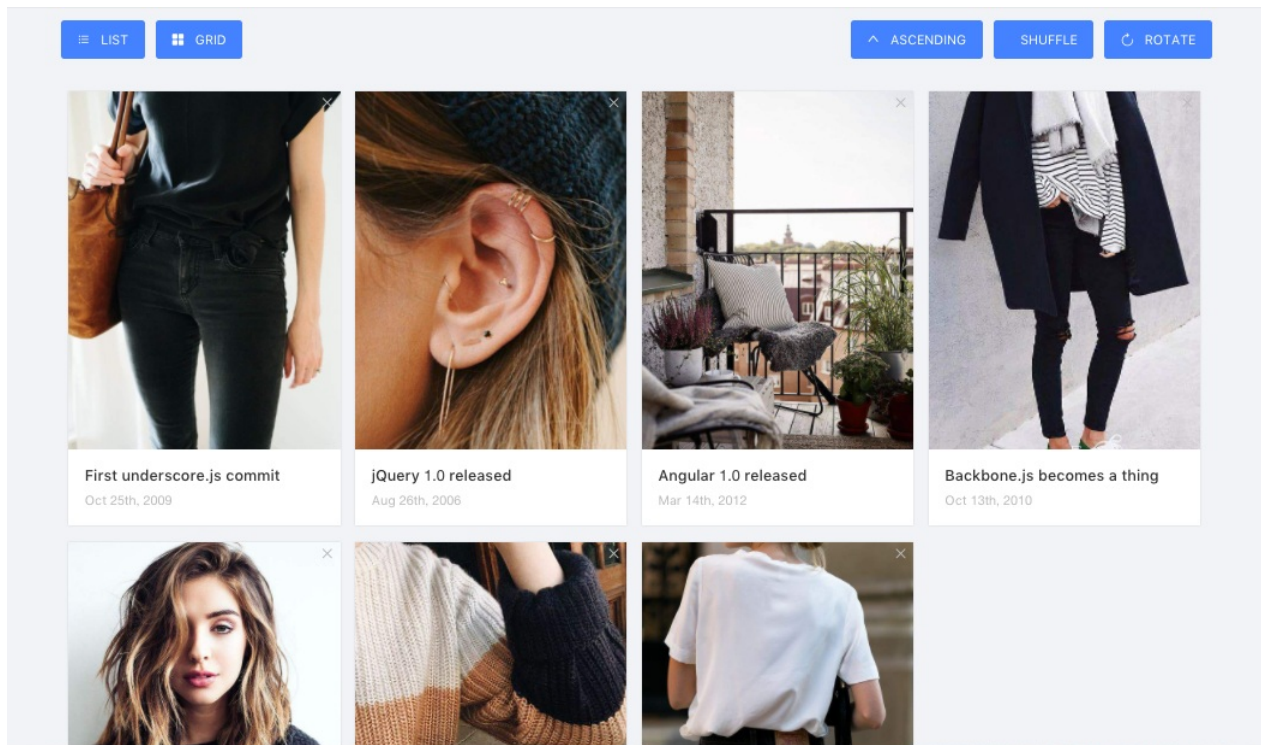 LIST
GRID
ASCENDING
SHUFFLE
ROTATE
First underscore.js commit
Oct 25th, 2009
jQuery 1.0 released
Aug 26th, 2006
Angular 1.0 released
Mar 14th, 2012
Backbone.js becomes a thing
Oct 13th, 2010